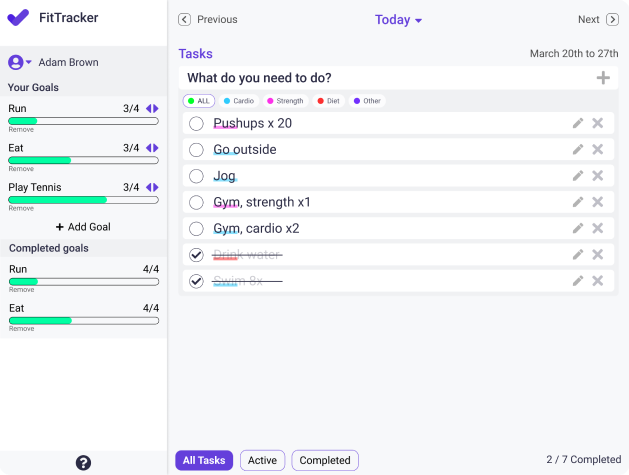 FitTracker
Adam Brown
Your Goals
Run 3/4
Remove
Eat 3/4
Remove
Play Tennis 3/4
Remove
+ Add Goal
Completed goals
Run 4/4
Remove
Eat 4/4
Remove
?
Previous Today Next
Tasks March 20th to 27th
What do you need to do?
ALL Cardio Strength Diet Other
Pushups x 20
Go outside
Jog
Gym, strength x1
Gym, cardio x2
Drink water
Swim 8x
All Tasks Active Completed 2 / 7 Completed